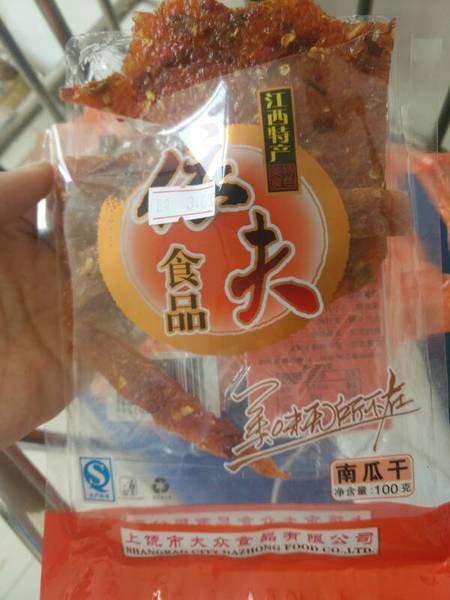 江西特产
夫
食品
美味无所不在
南瓜干
净含量:100克
上饶市大众食品有限公司
SHANGRAO CITY DAZHONG FOOD CO.,LTD.